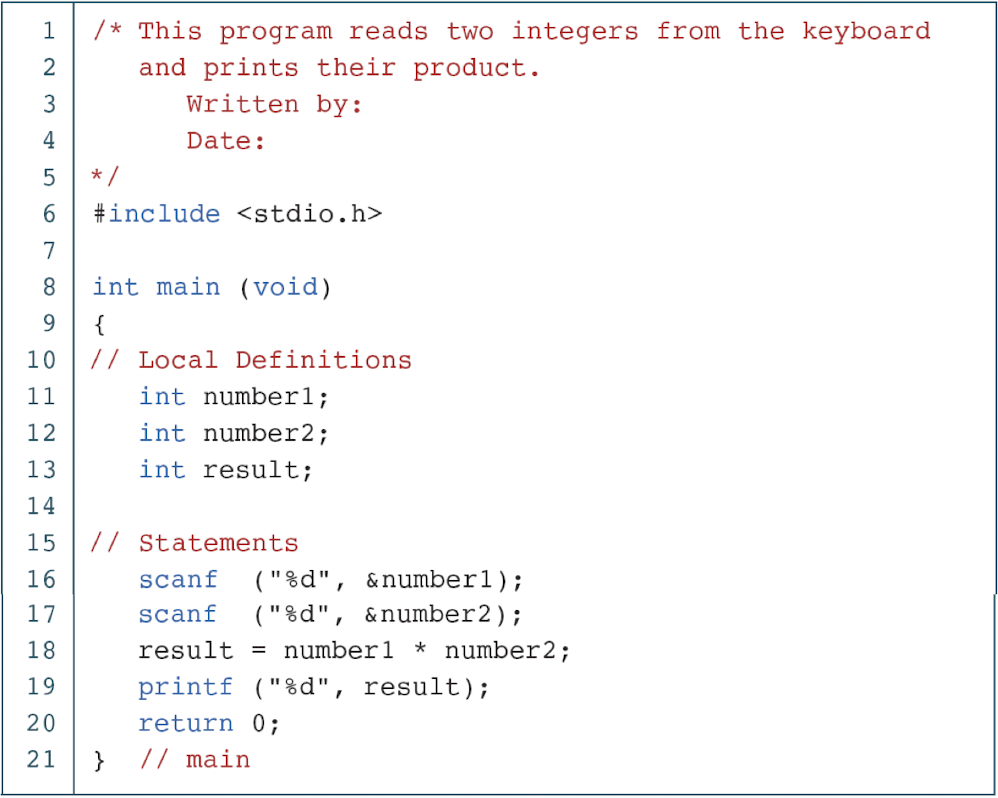 1 /* This program reads two integers from the keyboard
2    and prints their product.
3       Written by:
4       Date:
5 */
6 #include <stdio.h>
7
8 int main (void)
9 {
10 // Local Definitions
11    int number1;
12    int number2;
13    int result;
14
15 // Statements
16    scanf  ("%d", &number1);
17    scanf  ("%d", &number2);
18    result = number1 * number2;
19    printf ("%d", result);
20    return 0;
21 }  // main